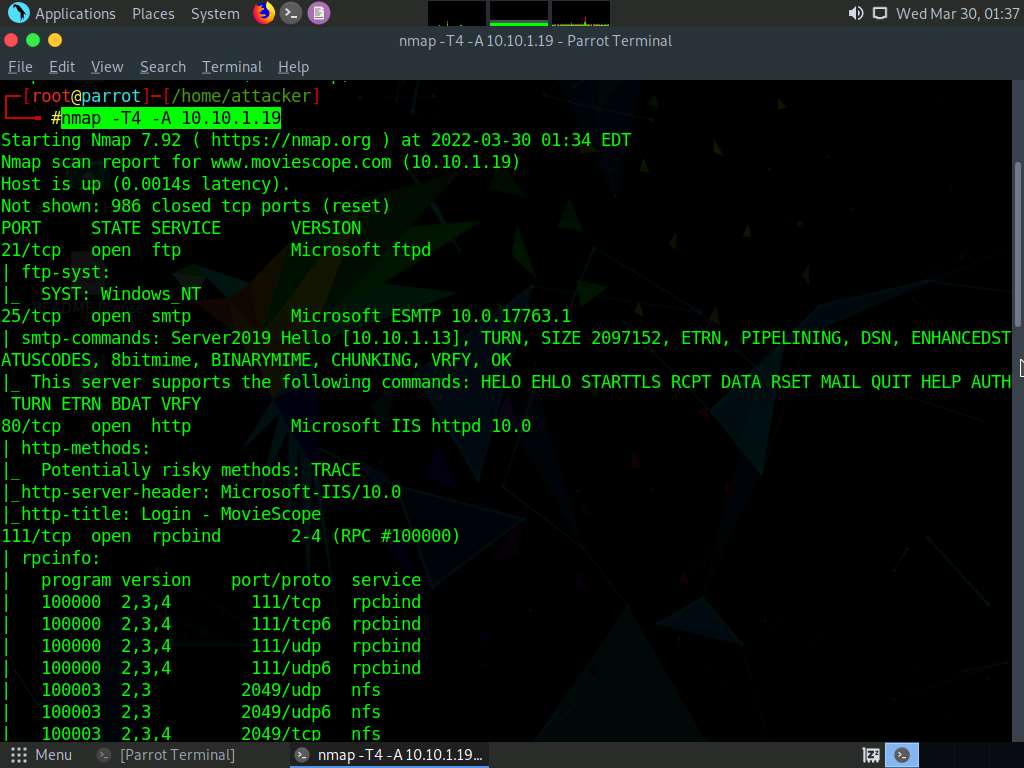 Applications Places System Wed Mar 30, 01:37
nmap -T4 -A 10.10.1.19 - Parrot Terminal
File Edit View Search Terminal Help
┌─[root@parrot]─[/home/attacker]
└──╼ #nmap -T4 -A 10.10.1.19
Starting Nmap 7.92 ( https://nmap.org ) at 2022-03-30 01:34 EDT
Nmap scan report for www.moviescope.com (10.10.1.19)
Host is up (0.0014s latency).
Not shown: 986 closed tcp ports (reset)
PORT     STATE SERVICE       VERSION
21/tcp   open  ftp           Microsoft ftpd
| ftp-syst:
|_  SYST: Windows_NT
25/tcp   open  smtp          Microsoft ESMTP 10.0.17763.1
| smtp-commands: Server2019 Hello [10.10.1.13], TURN, SIZE 2097152, ETRN, PIPELINING, DSN, ENHANCEDST
ATUSCODES, 8bitmime, BINARYMIME, CHUNKING, VRFY, OK
|_ This server supports the following commands: HELO EHLO STARTTLS RCPT DATA RSET MAIL QUIT HELP AUTH
 TURN ETRN BDAT VRFY
80/tcp   open  http          Microsoft IIS httpd 10.0
| http-methods:
|_  Potentially risky methods: TRACE
|_http-server-header: Microsoft-IIS/10.0
|_http-title: Login - MovieScope
111/tcp  open  rpcbind       2-4 (RPC #100000)
| rpcinfo:
|   program version    port/proto  service
|   100000  2,3,4        111/tcp   rpcbind
|   100000  2,3,4        111/tcp6  rpcbind
|   100000  2,3,4        111/udp   rpcbind
|   100000  2,3,4        111/udp6  rpcbind
|   100003  2,3         2049/udp   nfs
|   100003  2,3         2049/udp6  nfs
|   100003  2,3,4       2049/tcp   nfs
Menu [Parrot Terminal] nmap -T4 -A 10.10.1.19...